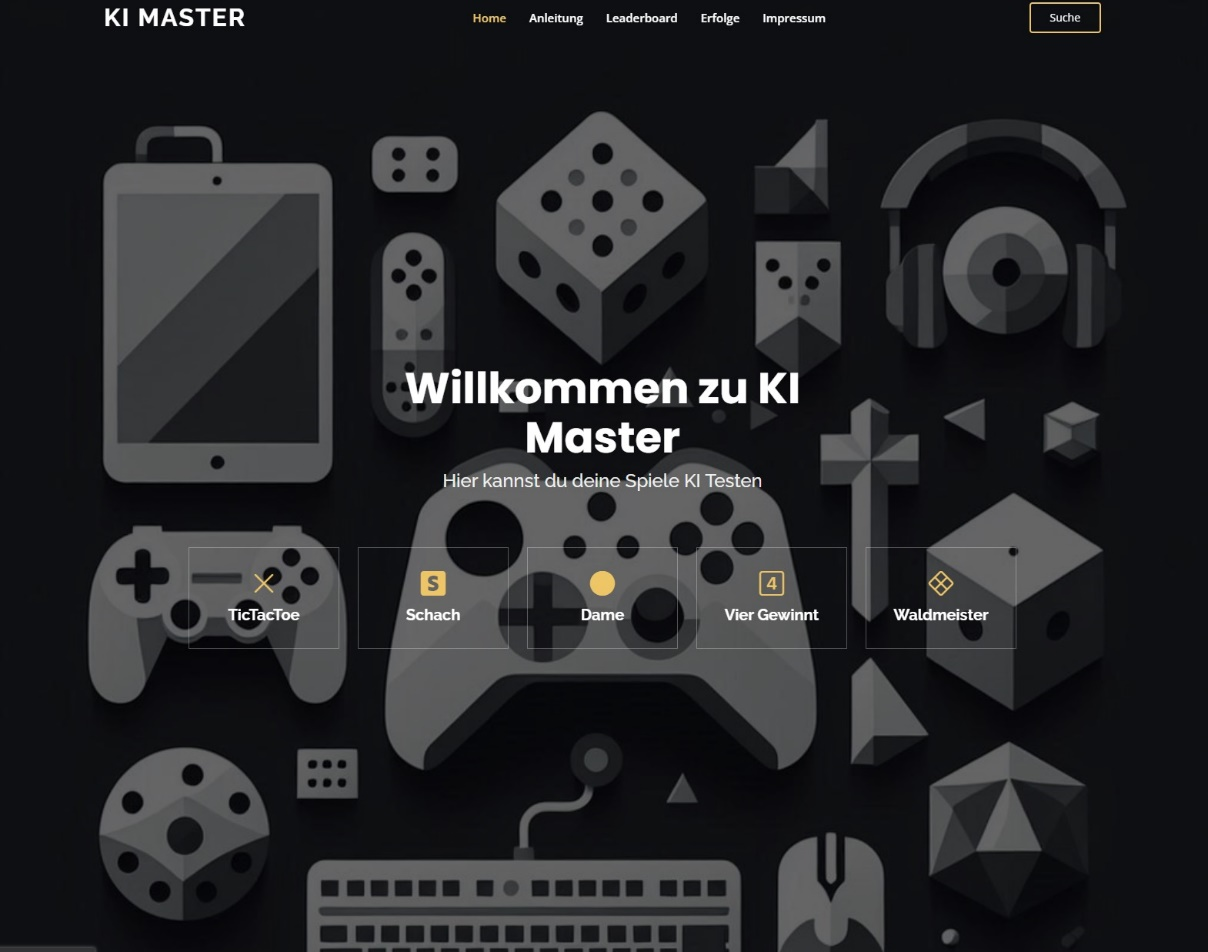 KI MASTER
Home Anleitung Leaderboard Erfolge Impressum
Suche
Willkommen zu KI
Master
Hier kannst du deine Spiele KI Testen
S
4
TicTacToe Schach Dame Vier Gewinnt Waldmeister